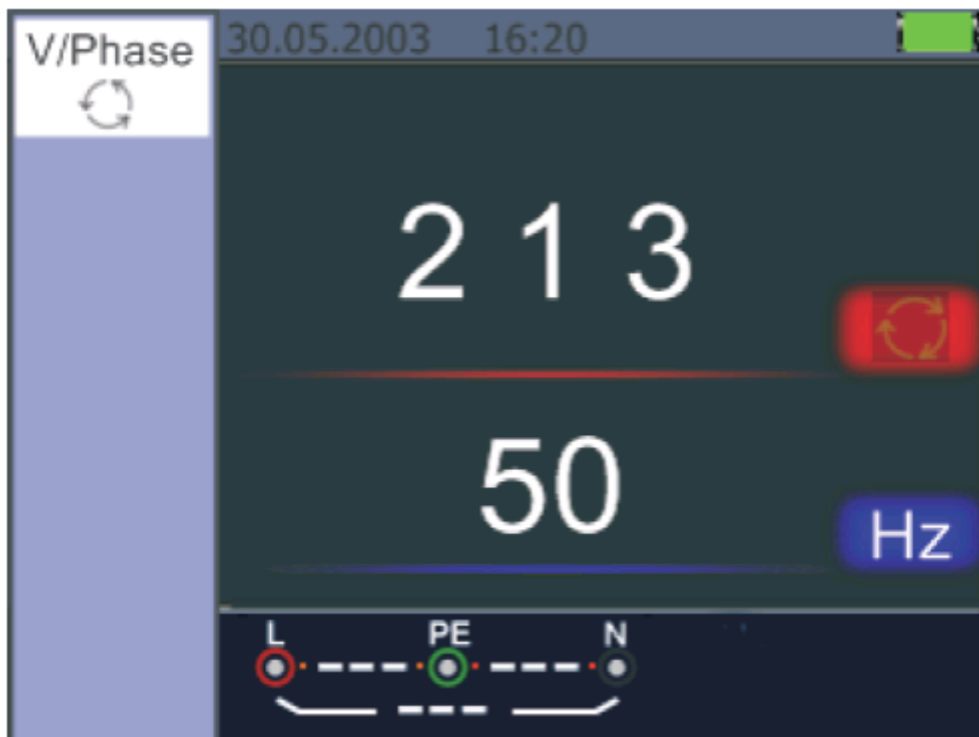 V/Phase
30.05.2003 16:20
2 1 3
50
Hz
L PE N
--- ---
---